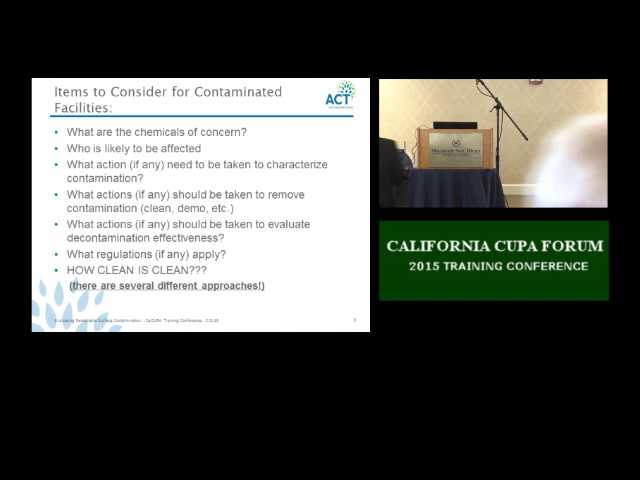 Items to Consider for Contaminated
Facilities:
ACT
• What are the chemicals of concern?
• Who is likely to be affected
• What action (if any) need to be taken to characterize
contamination?
• What actions (if any) should be taken to remove
contamination (clean, demo, etc.)
• What actions (if any) should be taken to evaluate
decontamination effectiveness?
• What regulations (if any) apply?
• HOW CLEAN IS CLEAN???
(there are several different approaches!)
Sheraton San Diego
CALIFORNIA CUPA FORUM
2015 TRAINING CONFERENCE